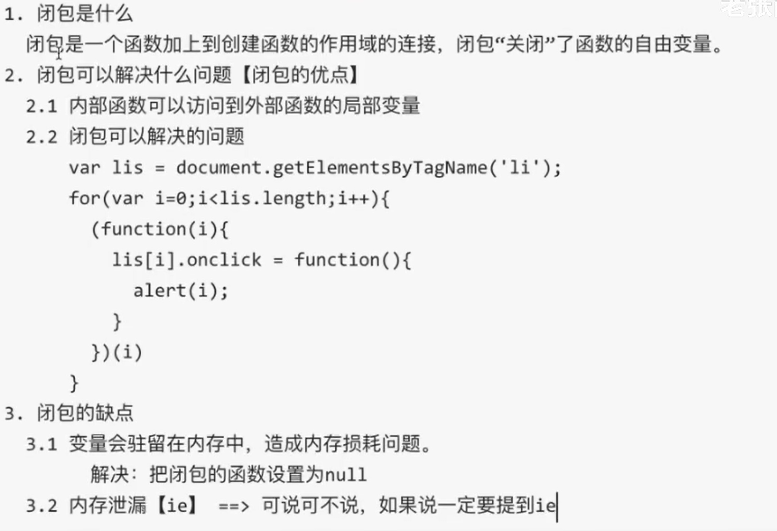 老张
1. 闭包是什么
闭包是一个函数加上到创建函数的作用域的连接，闭包“关闭”了函数的自由变量。
2. 闭包可以解决什么问题【闭包的优点】
2.1 内部函数可以访问到外部函数的局部变量
2.2 闭包可以解决的问题
var lis = document.getElementsByTagName('li');
for(var i=0;i<lis.length;i++){
(function(i){
lis[i].onclick = function(){
alert(i);
}
})(i)
}
3. 闭包的缺点
3.1 变量会驻留在内存中，造成内存损耗问题。
解决：把闭包的函数设置为null
3.2 内存泄漏【ie】 ==> 可说可不说，如果说一定要提到ie